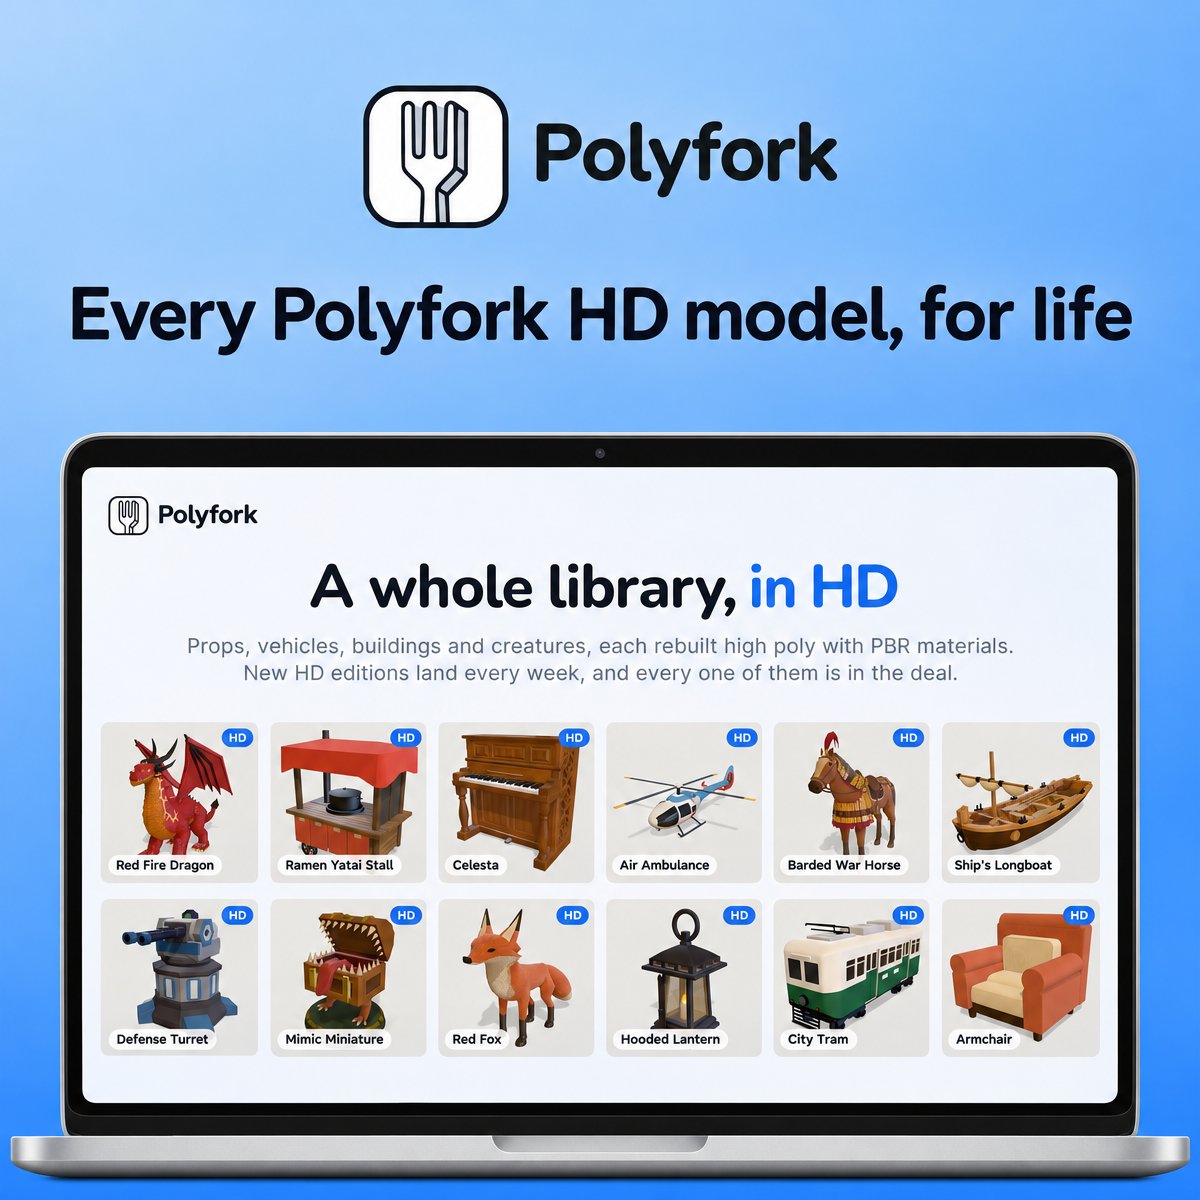 Polyfork
Every Polyfork HD model, for life
Polyfork
A whole library, in HD
Props, vehicles, buildings and creatures, each rebuilt high poly with PBR materials.
New HD editions land every week, and every one of them is in the deal.
HD
Red Fire Dragon
HD
Ramen Yatai Stall
HD
Celesta
HD
Air Ambulance
HD
Barded War Horse
HD
Ship's Longboat
HD
Defense Turret
HD
Mimic Miniature
HD
Red Fox
HD
Hooded Lantern
HD
City Tram
HD
Armchair